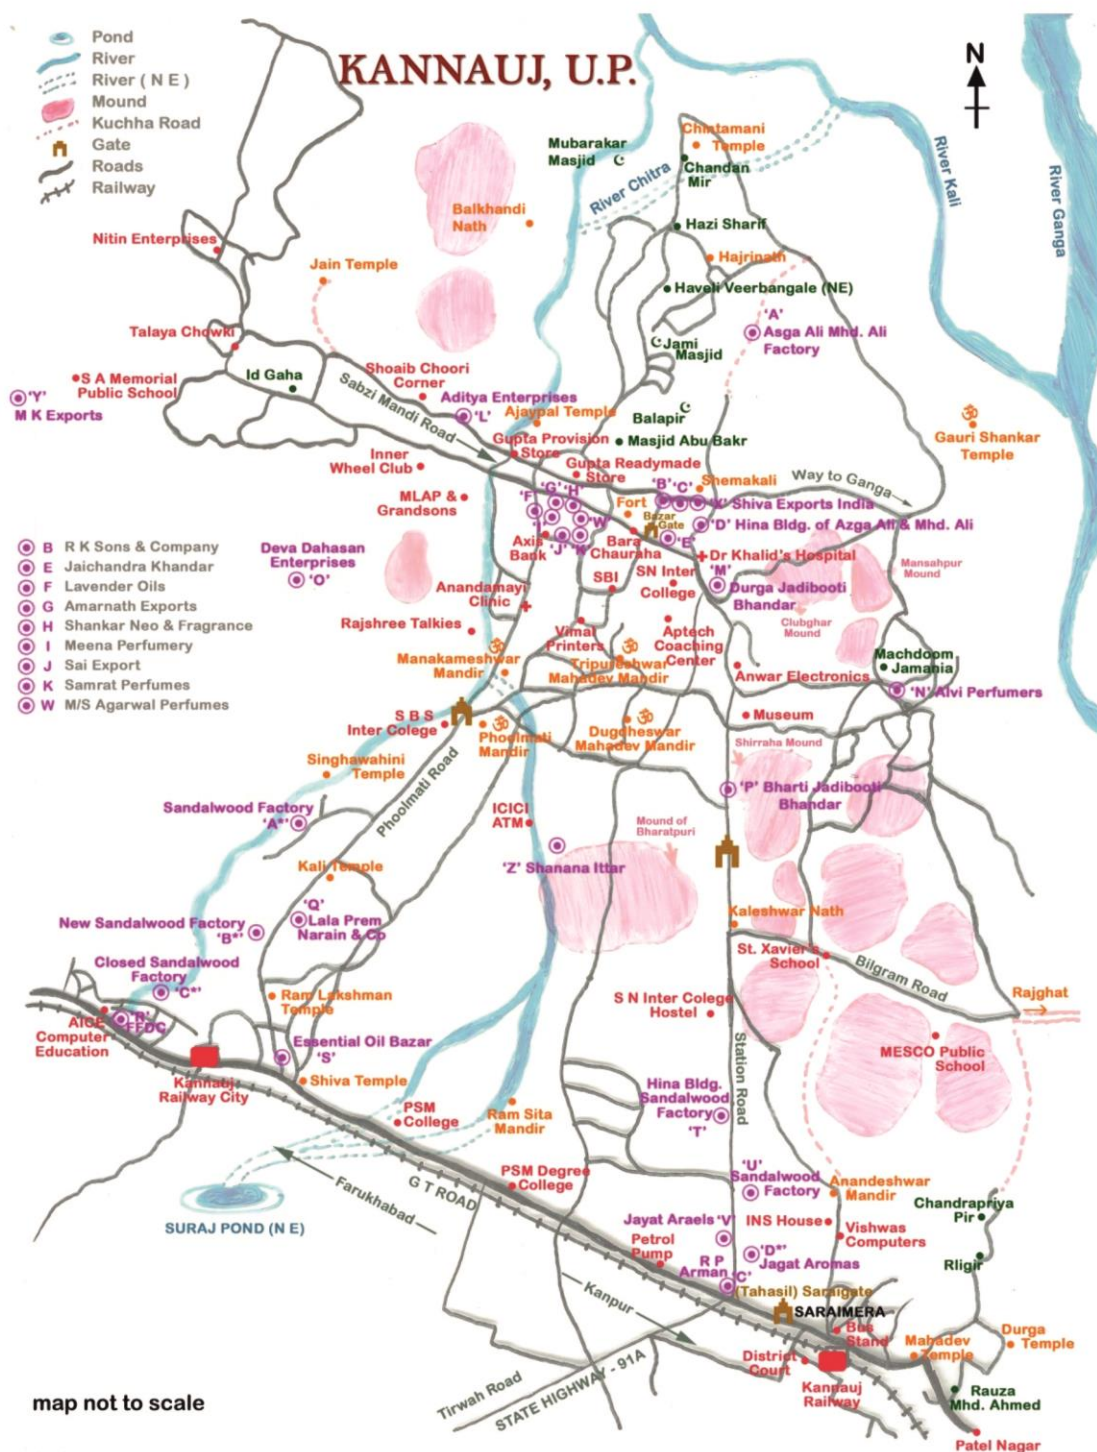 KANNAUJ, U.P.
N
Pond
River
River ( N E )
Mound
Kuchha Road
Gate
Roads
Railway
Mubarakar
Masjid
Chintamani
Temple
Chandan
Mir
River Chitra
River Kali
River Ganga
Balkhandi
Nath
Hazi Sharif
Nitin Enterprises
Jain Temple
Hajrinath
Haveli Veerbangale (NE)
'A'
Asga Ali Mhd. Ali
Factory
Talaya Chowki
Jami
Masjid
Shoaib Choori
Corner
Id Gaha
S A Memorial
Public School
'Y'
M K Exports
Sabzi Mandi Road
Aditya Enterprises
'L'
Ajaypal Temple
Balapir
Masjid Abu Bakr
Gauri Shankar
Temple
Gupta Provision
Store
Inner
Wheel Club
Gupta Readymade
Store
Shemakali
Way to Ganga
MLAP &
Grandsons
'G' 'H'
'F'
'B' 'C'
'X' Shiva Exports India
Fort
Bazar
Gate
'W'
'I'
'D' Hina Bldg. of Azga Ali & Mhd. Ali
'E'
Axis
Bank
'J' 'K'
Bara
Chauraha
Dr Khalid's Hospital
Mansahpur
Mound
B R K Sons & Company
E Jaichandra Khandar
F Lavender Oils
G Amarnath Exports
H Shankar Neo & Fragrance
I Meena Perfumery
J Sai Export
K Samrat Perfumes
W M/S Agarwal Perfumes
Deva Dahasan
Enterprises
'O'
SBI
SN Inter
College
'M'
Durga Jadibooti
Bhandar
Anandamayi
Clinic
Clubghar
Mound
Rajshree Talkies
Vimal
Printers
Aptech
Coaching
Center
Machdoom
Jamania
Manakameshwar
Mandir
Tripureshwar
Mahadev Mandir
Anwar Electronics
'N' Alvi Perfumers
S B S
Inter Colege
Phoolmati
Mandir
Dugdheswar
Mahadev Mandir
Museum
Shirraha Mound
Singhawahini
Temple
Phoolmati Road
'P' Bharti Jadibooti
Bhandar
Sandalwood Factory
'A*'
ICICI
ATM
Mound of
Bharatpuri
Kali Temple
'Z' Shanana Ittar
'Q'
Lala Prem
Narain & Co
New Sandalwood Factory
'B*'
Kaleshwar Nath
St. Xavier's
School
Bilgram Road
Closed Sandalwood
Factory
'C*'
Ram Lakshman
Temple
S N Inter Colege
Hostel
Rajghat
'R'
FFDC
AICE
Computer
Education
Essential Oil Bazar
'S'
MESCO Public
School
Station Road
Kannauj
Railway City
Shiva Temple
Hina Bldg.
Sandalwood
Factory
'T'
PSM
College
Ram Sita
Mandir
Farukhabad
G T ROAD
PSM Degree
College
'U'
Sandalwood
Factory
Anandeshwar
Mandir
Chandrapriya
Pir
SURAJ POND (N E)
Jayat Araels 'V'
INS House
Vishwas
Computers
Petrol
Pump
R P
Arman 'C'
'D*'
Jagat Aromas
Rligir
Kanpur
(Tahasil) Saraigate
SARAIMERA
Bus
Stand
Durga
Temple
Mahadev
Temple
District
Court
Kannauj
Railway
Tirwah Road
STATE HIGHWAY - 91A
Rauza
Mhd. Ahmed
Patel Nagar
map not to scale